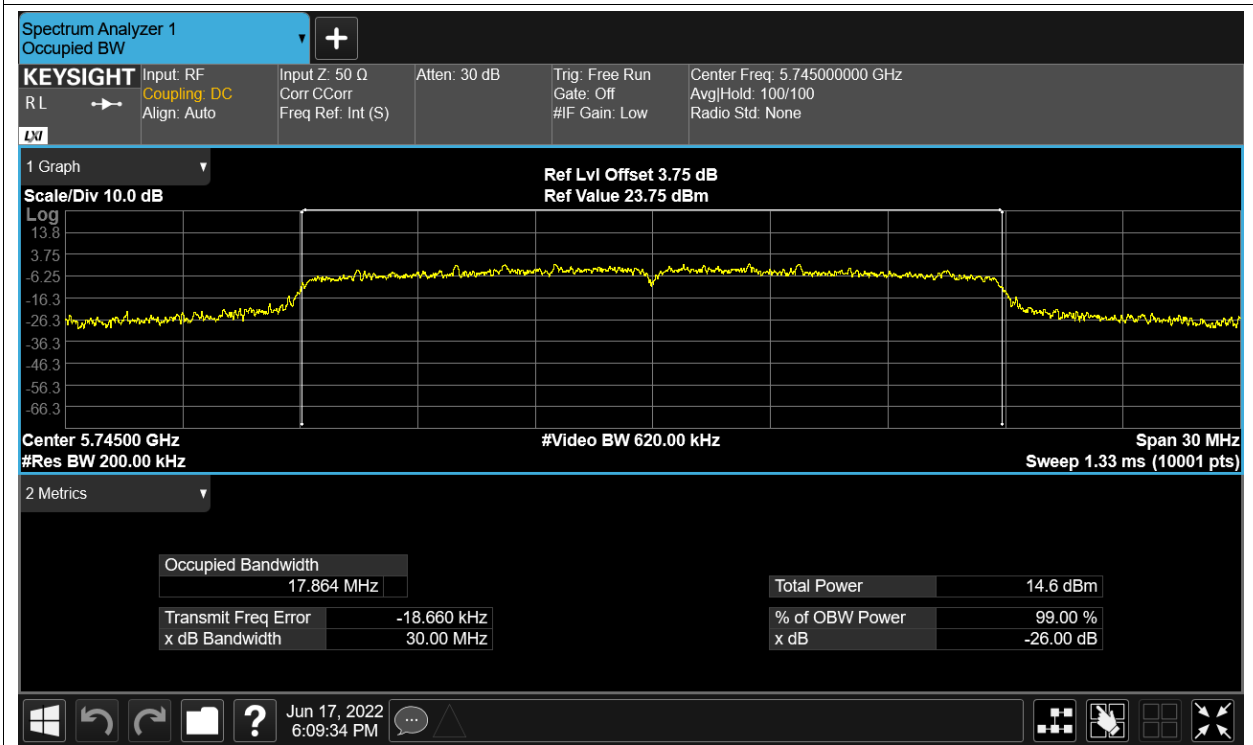 Spectrum Analyzer 1
Occupied BW
KEYSIGHT
R L
LXI
Input: RF
Coupling: DC
Align: Auto
Input Z: 50 Ω
Corr CCorr
Freq Ref: Int (S)
Atten: 30 dB
Trig: Free Run
Gate: Off
#IF Gain: Low
Center Freq: 5.745000000 GHz
Avg|Hold: 100/100
Radio Std: None
1 Graph
Scale/Div 10.0 dB
Ref Lvl Offset 3.75 dB
Ref Value 23.75 dBm
Log
13.8
3.75
-6.25
-16.3
-26.3
-36.3
-46.3
-56.3
-66.3
Center 5.74500 GHz
#Video BW 620.00 kHz
Span 30 MHz
#Res BW 200.00 kHz
Sweep 1.33 ms (10001 pts)
2 Metrics
Occupied Bandwidth
17.864 MHz
Total Power 14.6 dBm
Transmit Freq Error -18.660 kHz
% of OBW Power 99.00 %
x dB Bandwidth 30.00 MHz
x dB -26.00 dB
?
Jun 17, 2022
6:09:34 PM